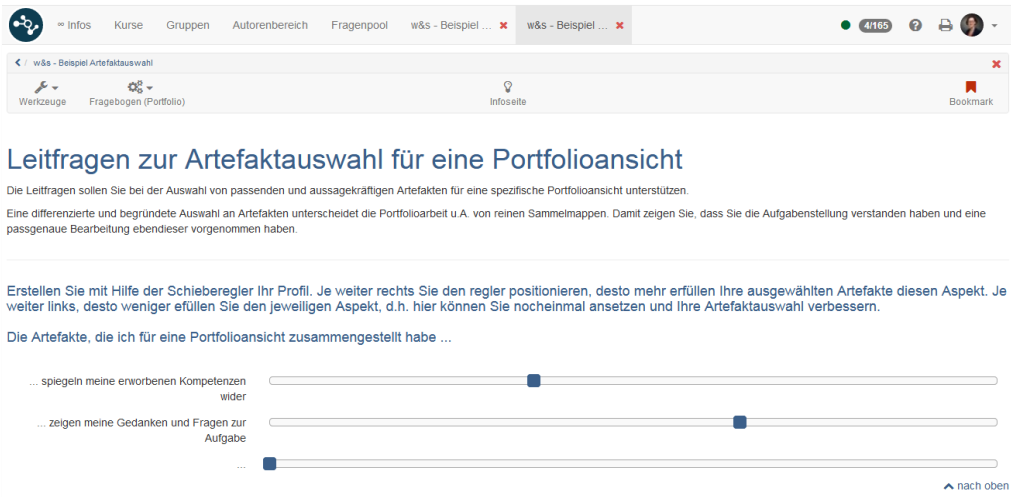 ∞ Infos Kurse Gruppen Autorenbereich Fragenpool w&s - Beispiel ... w&s - Beispiel ... 4/165
w&s - Beispiel Artefaktauswahl
Werkzeuge Fragebogen (Portfolio) Infoseite Bookmark
Leitfragen zur Artefaktauswahl für eine Portfolioansicht
Die Leitfragen sollen Sie bei der Auswahl von passenden und aussagekräftigen Artefakten für eine spezifische Portfolioansicht unterstützen.
Eine differenzierte und begründete Auswahl an Artefakten unterscheidet die Portfolioarbeit u.A. von reinen Sammelmappen. Damit zeigen Sie, dass Sie die Aufgabenstellung verstanden haben und eine
passgenaue Bearbeitung ebendieser vorgenommen haben.
Erstellen Sie mit Hilfe der Schieberegler Ihr Profil. Je weiter rechts Sie den regler positionieren, desto mehr erfüllen Ihre ausgewählten Artefakte diesen Aspekt. Je
weiter links, desto weniger efüllen Sie den jeweiligen Aspekt, d.h. hier können Sie nocheinmal ansetzen und Ihre Artefaktauswahl verbessern.
Die Artefakte, die ich für eine Portfolioansicht zusammengestellt habe ...
... spiegeln meine erworbenen Kompetenzen
wider
... zeigen meine Gedanken und Fragen zur
Aufgabe
...
nach oben